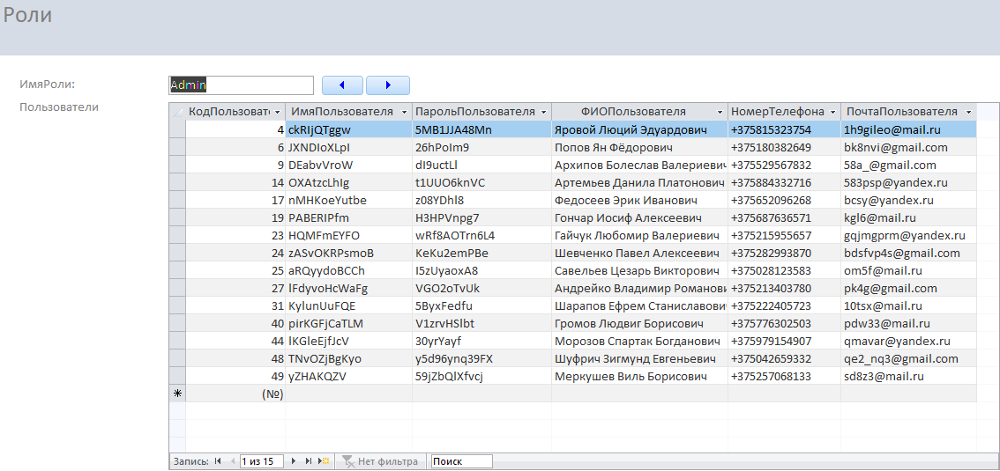 Роли
ИмяРоли: Admin
Пользователи
КодПользоват ИмяПользователя ПарольПользователя ФИОПользователя НомерТелефона ПочтаПользователя
4 ckRIjQTggw 5MB1JJA48Mn Яровой Люций Эдуардович +375815323754 1h9gileo@mail.ru
6 JXNDIoXLpI 26hPoIm9 Попов Ян Фёдорович +375180382649 bk8nvi@gmail.com
9 DEabvVroW dI9uctLl Архипов Болеслав Валериевич +375529567832 58a_@gmail.com
14 OXAtzcLhIg t1UUO6knVC Артемьев Данила Платонович +375884332716 583psp@yandex.ru
17 nMHKoeYutbe z08YDhl8 Федосеев Эрик Иванович +375652096268 bcsy@yandex.ru
19 PABERIPfm H3HPVnpg7 Гончар Иосиф Алексеевич +375687636571 kgl6@mail.ru
23 HQMFmEYFO wRf8AOTrn6L4 Гайчук Любомир Валериевич +375215955657 gqjmgprm@yandex.ru
24 zASvOKRPsmoB KeKu2emPBe Шевченко Павел Алексеевич +375282993870 bdsfvp4s@gmail.com
25 aRQyydoBCCh I5zUyaoxA8 Савельев Цезарь Викторович +375028123583 om5f@mail.ru
27 lFdyvoHcWaFg VGO2oTvUk Андрейко Владимир Романови +375213403780 pk4g@gmail.com
31 KylunUuFQE 5ByxFedfu Шарапов Ефрем Станиславови +375222405723 10tsx@mail.ru
40 pirKGFjCaTLM V1zrvHSlbt Громов Людвиг Борисович +375776302503 pdw33@mail.ru
44 lKGleEjfJcV 30yrYayf Морозов Спартак Богданович +375979154907 qmavar@yandex.ru
48 TNvOZjBgKyo y5d96ynq39FX Шуфрич Зигмунд Евгеньевич +375042659332 qe2_nq3@gmail.com
49 yZHAKQZV 59jZbQlXfvcj Меркушев Виль Борисович +375257068133 sd8z3@mail.ru
(№)
Запись: 1 из 15 Нет фильтра Поиск